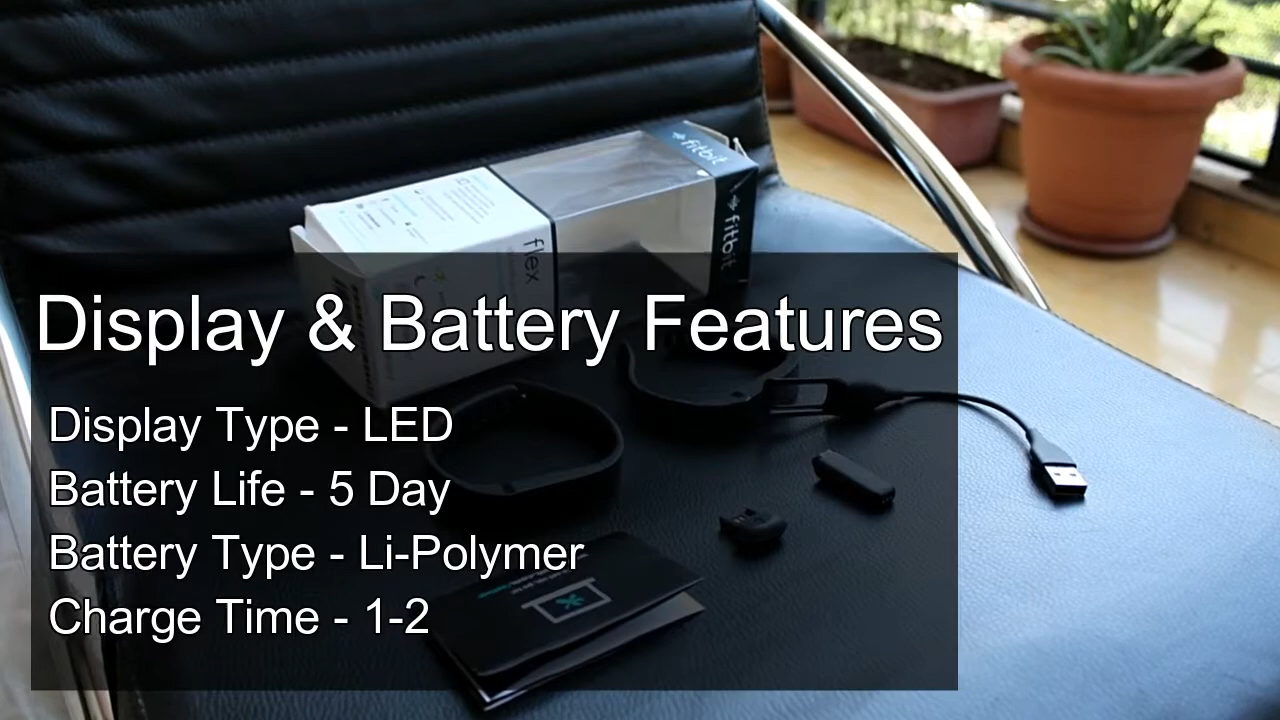 fitbit
fitbit
flex
Display & Battery Features
Display Type - LED
Battery Life - 5 Day
Battery Type - Li-Polymer
Charge Time - 1-2